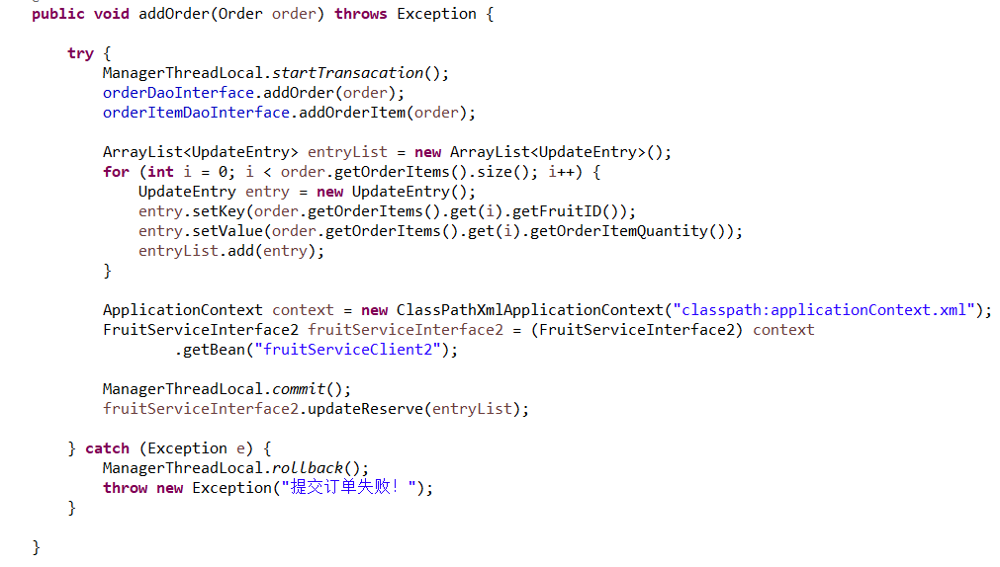 public void addOrder(Order order) throws Exception {
try {
ManagerThreadLocal.startTransacation();
orderDaoInterface.addOrder(order);
orderItemDaoInterface.addOrderItem(order);
ArrayList<UpdateEntry> entryList = new ArrayList<UpdateEntry>();
for (int i = 0; i < order.getOrderItems().size(); i++) {
UpdateEntry entry = new UpdateEntry();
entry.setKey(order.getOrderItems().get(i).getFruitID());
entry.setValue(order.getOrderItems().get(i).getOrderItemQuantity());
entryList.add(entry);
}
ApplicationContext context = new ClassPathXmlApplicationContext("classpath:applicationContext.xml");
FruitServiceInterface2 fruitServiceInterface2 = (FruitServiceInterface2) context
.getBean("fruitServiceClient2");
ManagerThreadLocal.commit();
fruitServiceInterface2.updateReserve(entryList);
} catch (Exception e) {
ManagerThreadLocal.rollback();
throw new Exception("提交订单失败！");
}
}